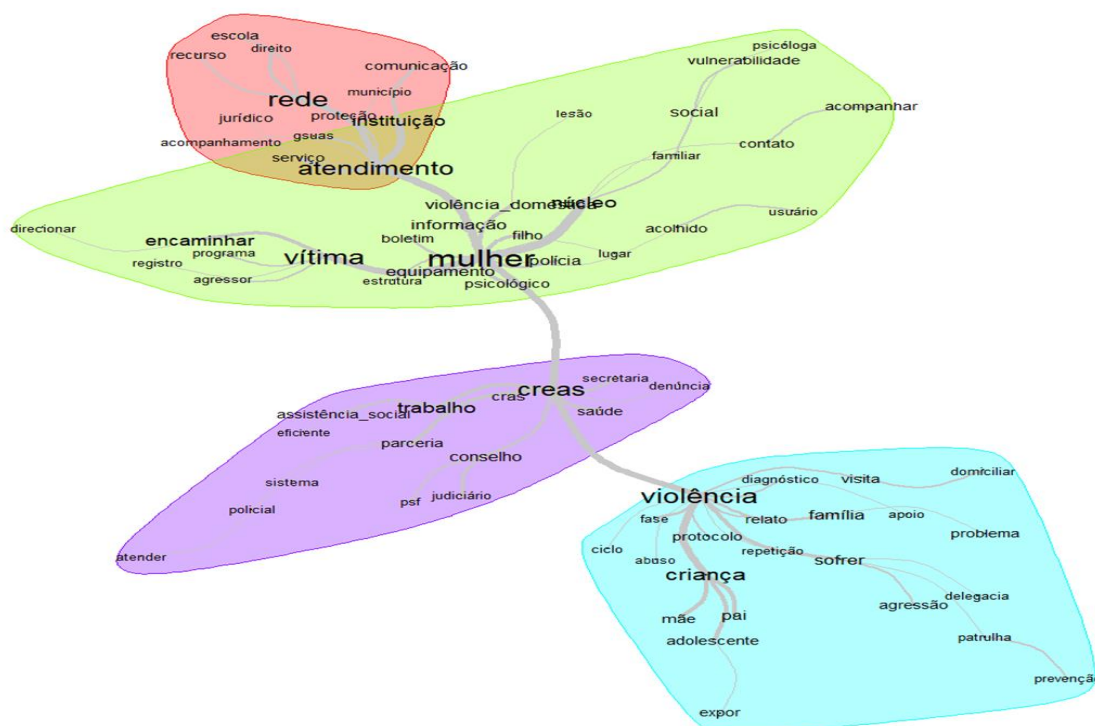 escola
direito
recurso
comunicação
município
rede
proteção
jurídico
instituição
gsuas
acompanhamento
serviço
atendimento
psicóloga
vulnerabilidade
lesão
social
acompanhar
contato
familiar
violência_doméstica
núcleo
usuário
informação
filho
acolhido
direcionar
encaminhar
boletim
programa
lugar
registro
vítima
mulher
polícia
equipamento
agressor
estrutura
psicológico
creas
secretaria
denúncia
cras
trabalho
saúde
assistência_social
eficiente
parceria
conselho
sistema
psf
judiciário
policial
atender
violência
diagnóstico
visita
domiciliar
fase
relato
família
apoio
protocolo
problema
ciclo
abuso
repetição
sofrer
criança
delegacia
agressão
mãe
pai
adolescente
patrulha
prevenção
expor